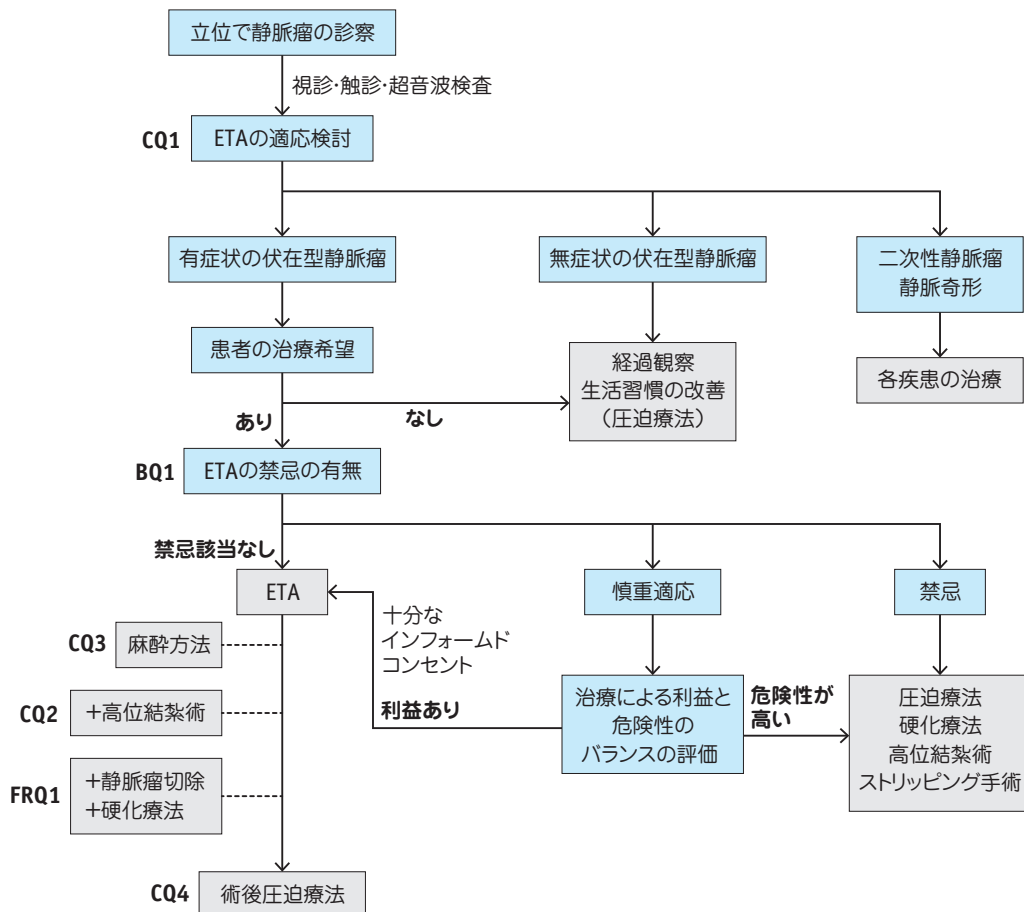 立位で静脈瘤の診察
視診・触診・超音波検査
CQ1
ETAの適応検討
有症状の伏在型静脈瘤
無症状の伏在型静脈瘤
二次性静脈瘤
静脈奇形
患者の治療希望
経過観察
生活習慣の改善
（圧迫療法）
各疾患の治療
あり
なし
BQ1
ETAの禁忌の有無
禁忌該当なし
ETA
慎重適応
禁忌
十分な
インフォームド
コンセント
CQ3
麻酔方法
CQ2
＋高位結紮術
利益あり
治療による利益と
危険性の
バランスの評価
危険性が
高い
圧迫療法
硬化療法
高位結紮術
ストリッピング手術
FRQ1
＋静脈瘤切除
＋硬化療法
CQ4
術後圧迫療法